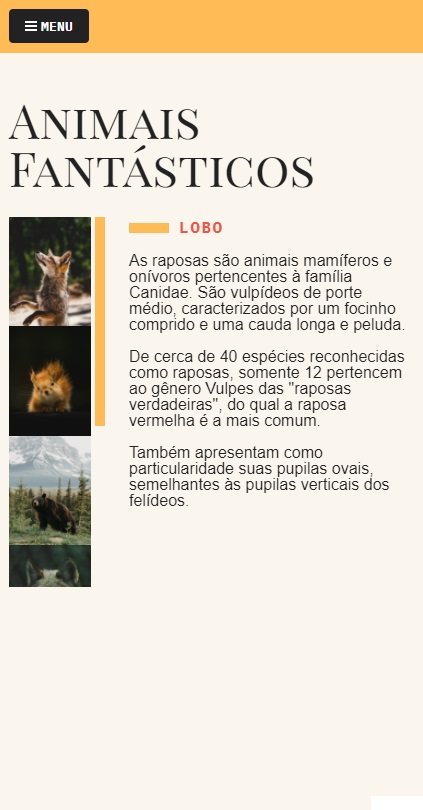 MENU
Animais
Fantásticos
LOBO
As raposas são animais mamíferos e
onívoros pertencentes à família
Canidae. São vulpídeos de porte
médio, caracterizados por um focinho
comprido e uma cauda longa e peluda.
De cerca de 40 espécies reconhecidas
como raposas, somente 12 pertencem
ao gênero Vulpes das "raposas
verdadeiras", do qual a raposa
vermelha é a mais comum.
Também apresentam como
particularidade suas pupilas ovais,
semelhantes às pupilas verticais dos
felídeos.